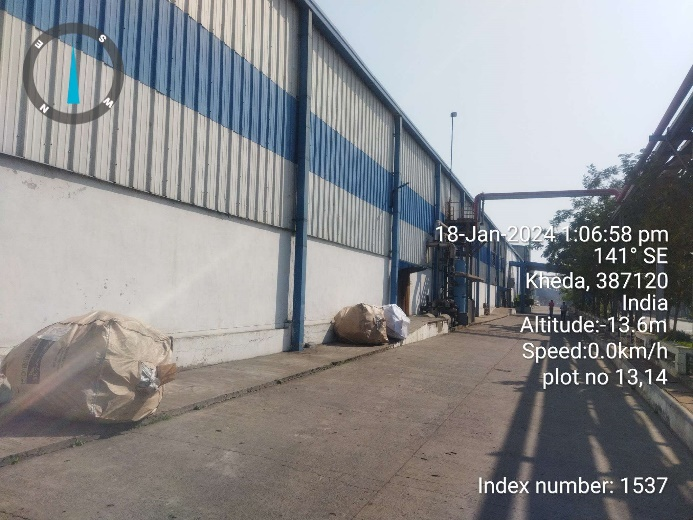 S
E
W
N
18-Jan-2024 1:06:58 pm
141° SE
Kheda, 387120
India
Altitude:-13.6m
Speed:0.0km/h
plot no 13,14
Index number: 1537